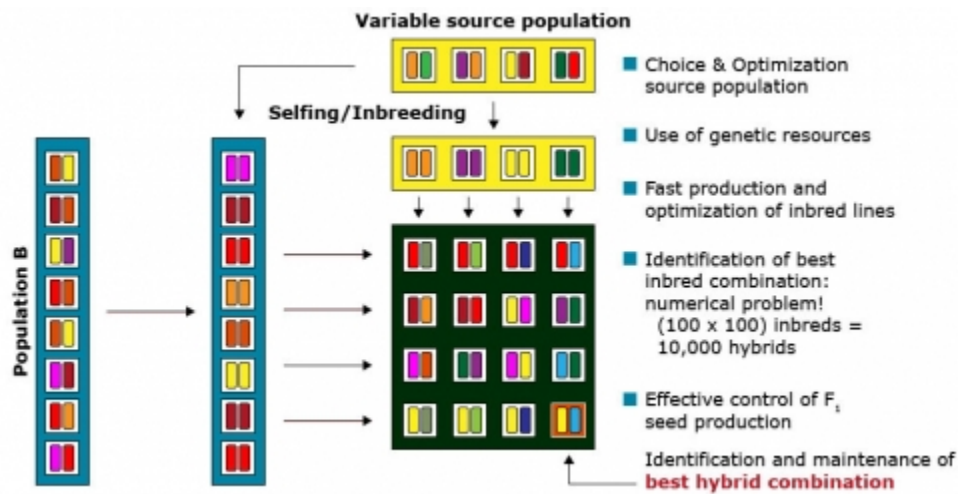 Variable source population
Selfing/Inbreeding
Population B
Choice & Optimization
source population
Use of genetic resources
Fast production and
optimization of inbred lines
Identification of best
inbred combination:
numerical problem!
(100 x 100) inbreds =
10,000 hybrids
Effective control of F₁
seed production
Identification and maintenance of
best hybrid combination